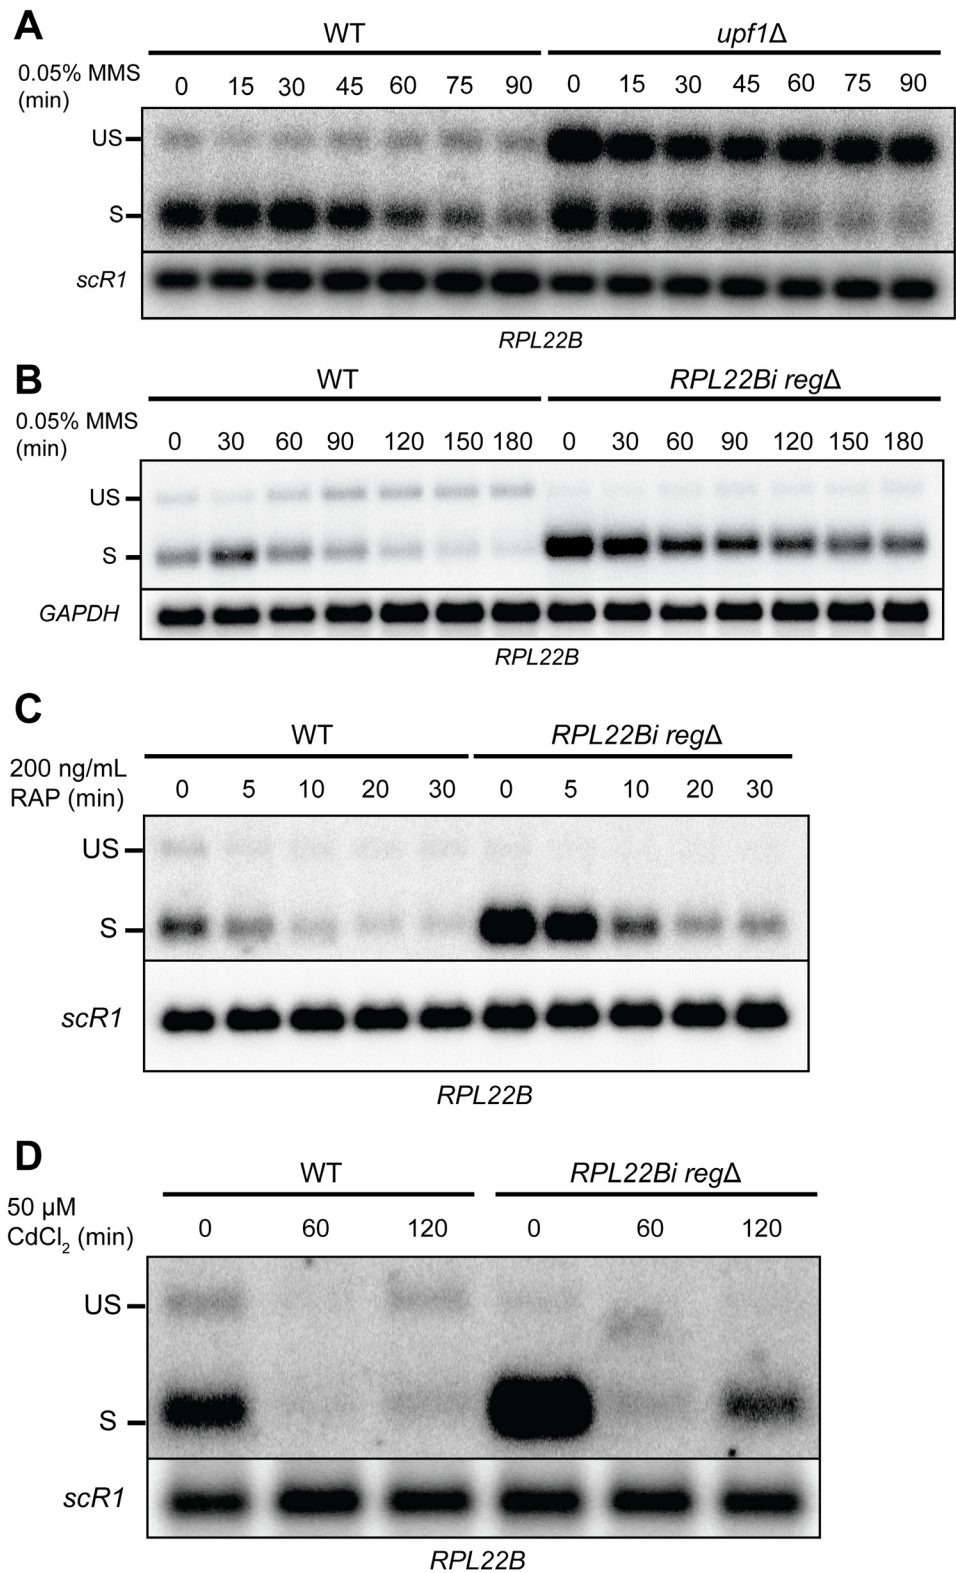 A
WT upf1Δ
0.05% MMS
(min)
0 15 30 45 60 75 90 0 15 30 45 60 75 90
US
S
scR1
RPL22B
B
WT RPL22Bi regΔ
0.05% MMS
(min)
0 30 60 90 120 150 180 0 30 60 90 120 150 180
US
S
GAPDH
RPL22B
C
WT RPL22Bi regΔ
200 ng/mL
RAP (min)
0 5 10 20 30 0 5 10 20 30
US
S
scR1
RPL22B
D
WT RPL22Bi regΔ
50 µM
CdCl₂ (min)
0 60 120 0 60 120
US
S
scR1
RPL22B